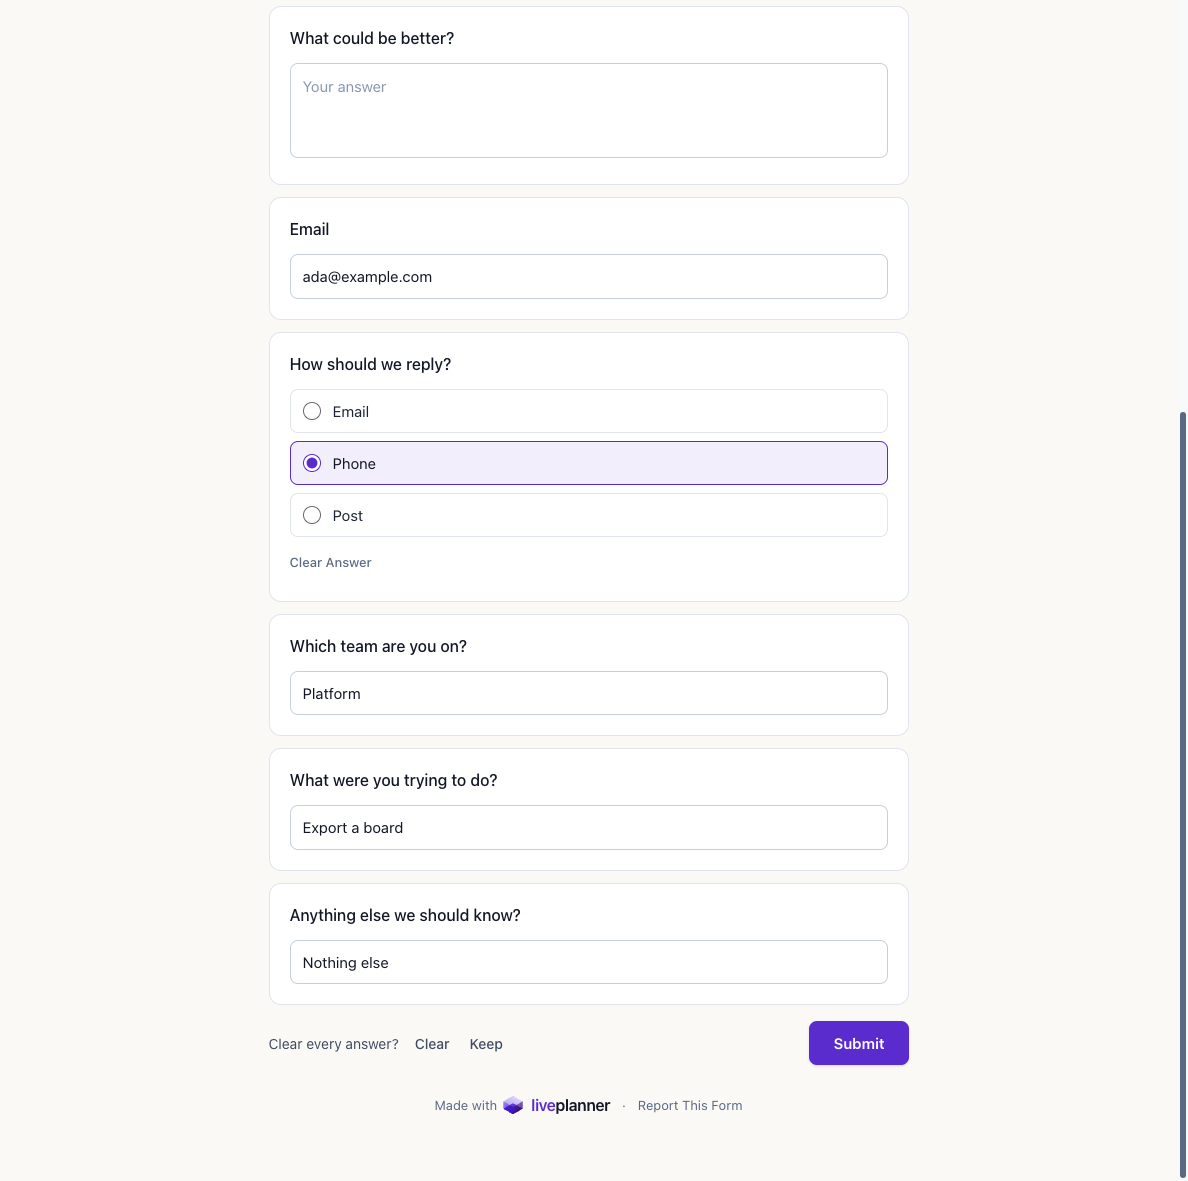 What could be better?
Your answer
Email
ada@example.com
How should we reply?
Email
Phone
Post
Clear Answer
Which team are you on?
Platform
What were you trying to do?
Export a board
Anything else we should know?
Nothing else
Clear every answer? Clear Keep Submit
Made with liveplanner · Report This Form